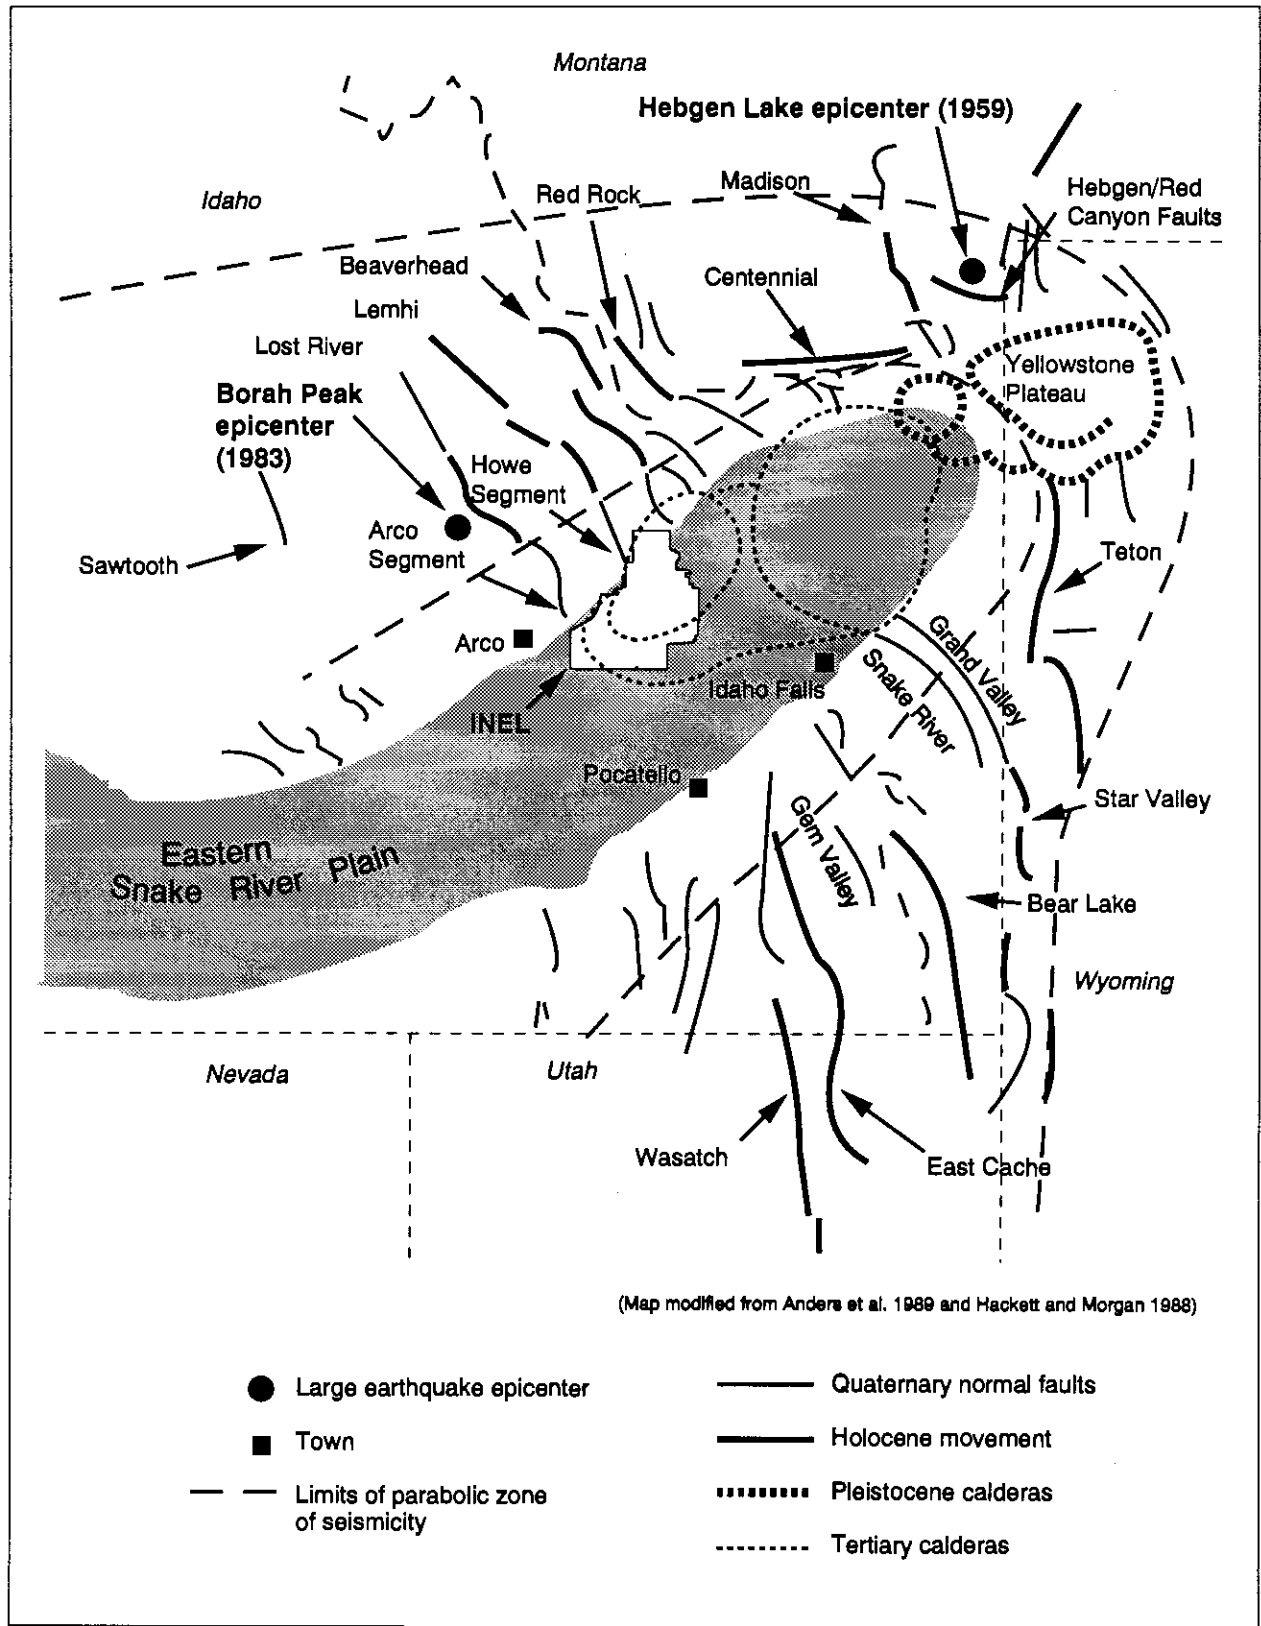 Montana
Hebgen Lake epicenter (1959)
Idaho
Red Rock
Madison
Hebgen/Red
Canyon Faults
Beaverhead
Centennial
Lemhi
Lost River
Borah Peak
epicenter
(1983)
Yellowstone
Plateau
Howe
Segment
Arco
Segment
Sawtooth
Teton
Arco
Grand Valley
Snake River
Idaho Falls
INEL
Pocatello
Star Valley
Gem Valley
Eastern
Snake River Plain
Bear Lake
Wyoming
Nevada
Utah
Wasatch
East Cache
(Map modified from Anders et al. 1989 and Hackett and Morgan 1988)
Large earthquake epicenter
Town
Limits of parabolic zone
of seismicity
Quaternary normal faults
Holocene movement
Pleistocene calderas
Tertiary calderas